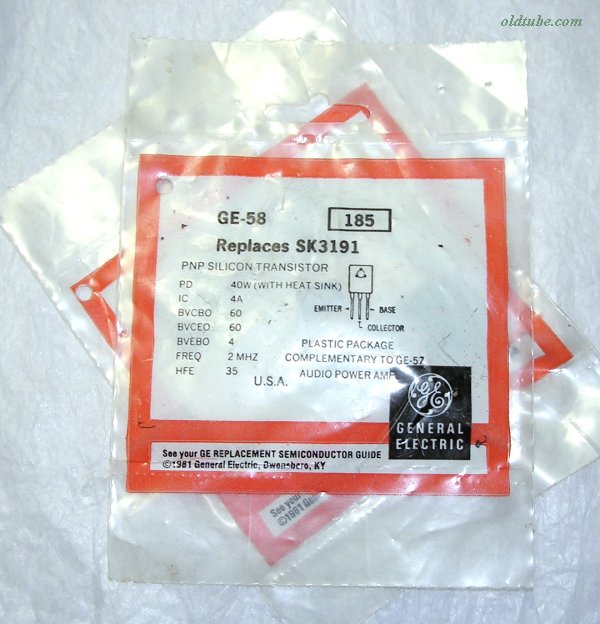 oldtube.com
GE-58 185
Replaces SK3191
PNP SILICON TRANSISTOR
PD 40W (WITH HEAT SINK)
IC 4A
BVCBO 60
BVCEO 60
BVEBO 4
FREQ 2 MHZ
HFE 35
U.S.A.
EMITTER BASE
COLLECTOR
PLASTIC PACKAGE
COMPLEMENTARY TO GE-57
AUDIO POWER AMP
GE
GENERAL
ELECTRIC
See your GE REPLACEMENT SEMICONDUCTOR GUIDE
©1981 General Electric, Owensboro, KY
See your
©1981 Gene